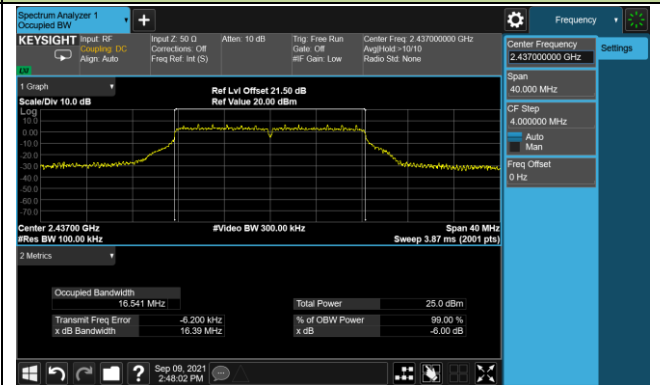 Spectrum Analyzer 1
Occupied BW
+
Frequency
KEYSIGHT
Input: RF
Coupling: DC
Align: Auto
Input Z: 50 Ω
Corrections: Off
Freq Ref: Int (S)
Atten: 10 dB
Trig: Free Run
Gate: Off
#IF Gain: Low
Center Freq: 2.437000000 GHz
Avg|Hold:>10/10
Radio Std: None
Center Frequency
2.437000000 GHz
Settings
Span
40.000 MHz
CF Step
4.000000 MHz
Auto
Man
Freq Offset
0 Hz
1 Graph
Scale/Div 10.0 dB
Ref Lvl Offset 21.50 dB
Ref Value 20.00 dBm
Log
10.0
0.00
-10.0
-20.0
-30.0
-40.0
-50.0
-60.0
-70.0
Center 2.43700 GHz
#Res BW 100.00 kHz
#Video BW 300.00 kHz
Span 40 MHz
Sweep 3.87 ms (2001 pts)
2 Metrics
Occupied Bandwidth
16.541 MHz
Total Power 25.0 dBm
Transmit Freq Error -6.200 kHz
% of OBW Power 99.00 %
x dB Bandwidth 16.39 MHz
x dB -6.00 dB
?
Sep 09, 2021
2:48:02 PM